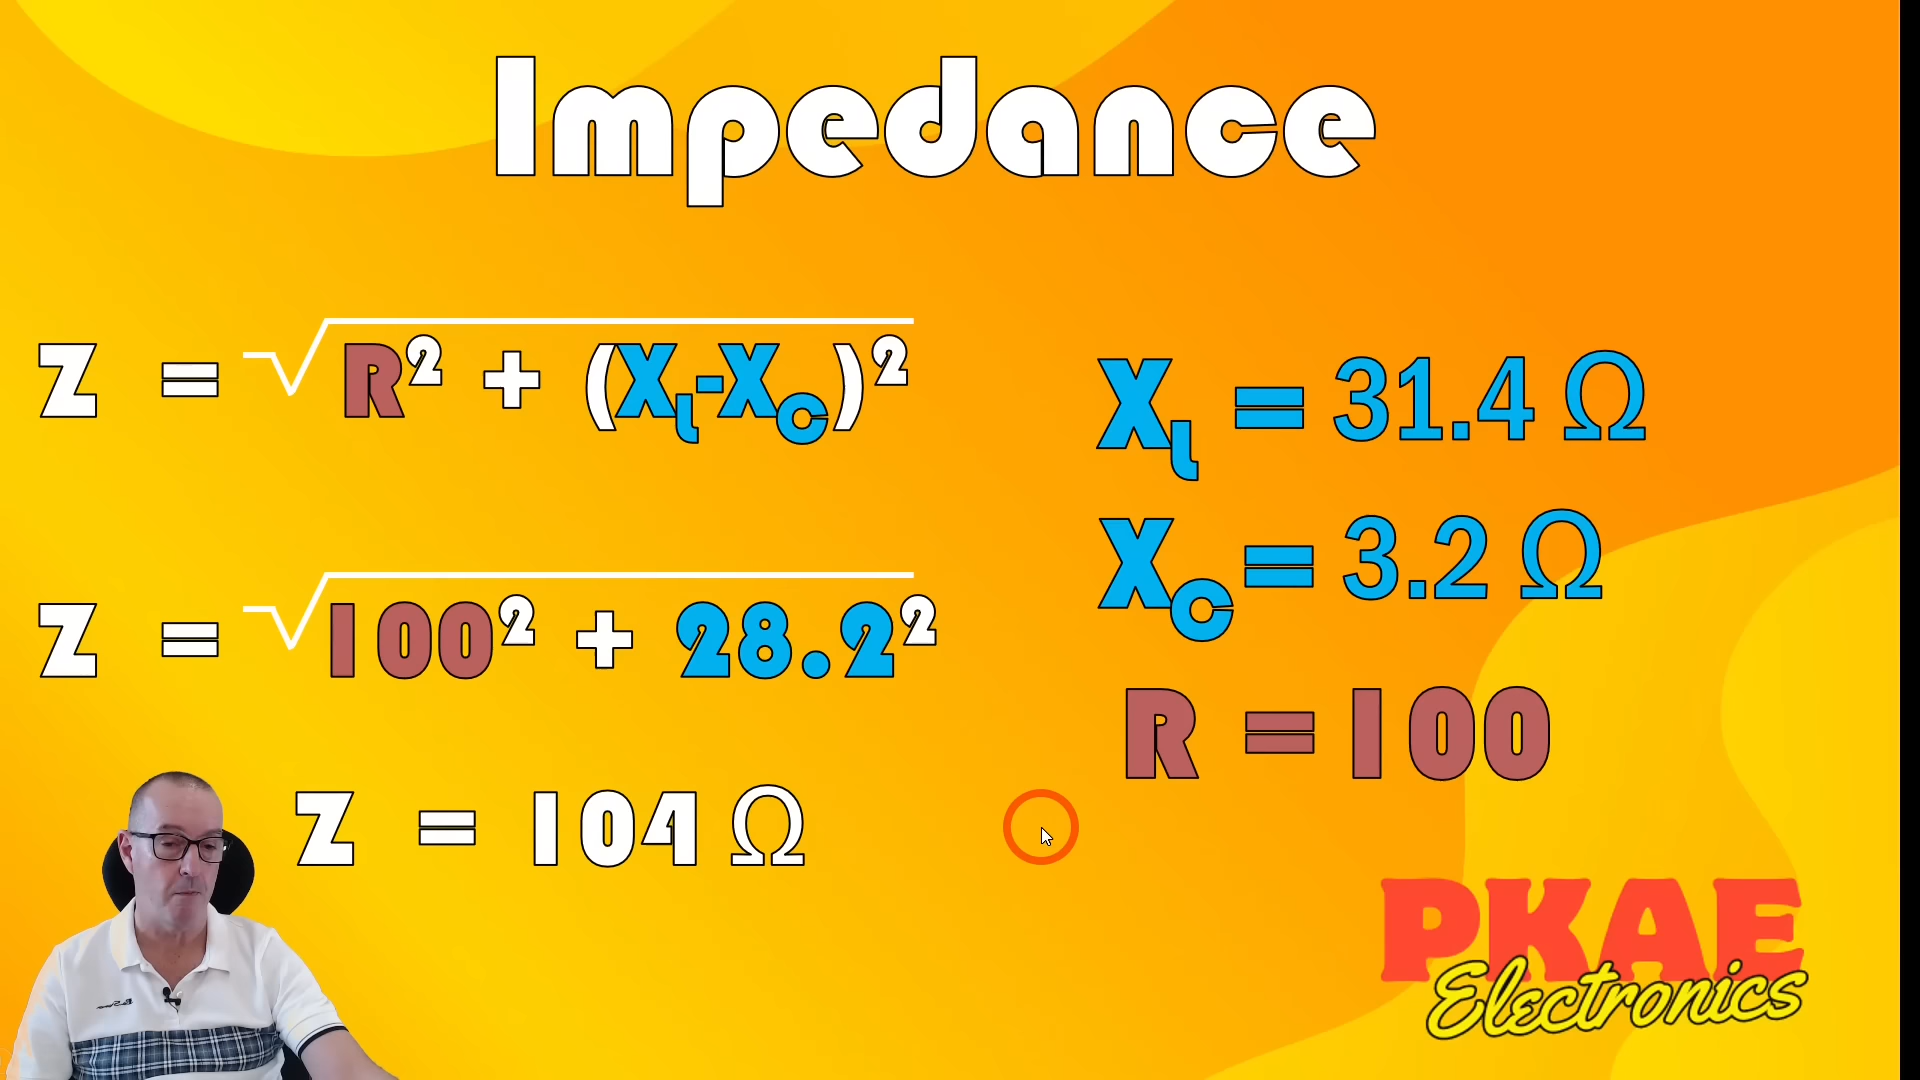 Impedance
Z = √R² + (Xl-Xc)²
Z = √100² + 28.2²
Z = 104 Ω
Xl = 31.4 Ω
Xc = 3.2 Ω
R = 100
PKAE
Electronics